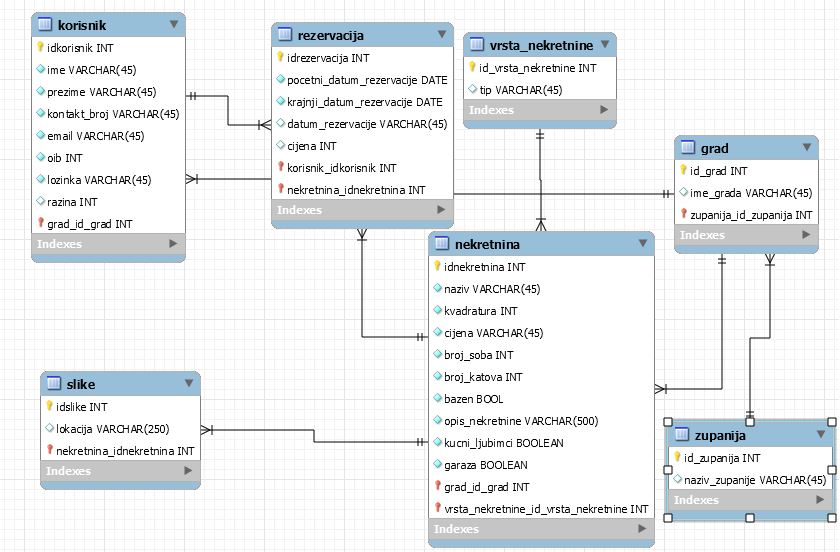 korisnik
idkorisnik INT
ime VARCHAR(45)
prezime VARCHAR(45)
kontakt_broj VARCHAR(45)
email VARCHAR(45)
oib INT
lozinka VARCHAR(45)
razina INT
grad_id_grad INT
Indexes
rezervacija
idrezervacija INT
pocetni_datum_rezervacije DATE
krajnji_datum_rezervacije DATE
datum_rezervacije VARCHAR(45)
cijena INT
korisnik_idkorisnik INT
nekretnina_idnekretnina INT
Indexes
vrsta_nekretnine
id_vrsta_nekretnine INT
tip VARCHAR(45)
Indexes
grad
id_grad INT
ime_grada VARCHAR(45)
zupanija_id_zupanija INT
Indexes
nekretnina
idnekretnina INT
naziv VARCHAR(45)
kvadratura INT
cijena VARCHAR(45)
broj_soba INT
broj_katova INT
bazen BOOL
opis_nekretnine VARCHAR(500)
kucni_ljubimci BOOLEAN
garaza BOOLEAN
grad_id_grad INT
vrsta_nekretnine_id_vrsta_nekretnine INT
Indexes
slike
idslike INT
lokacija VARCHAR(250)
nekretnina_idnekretnina INT
Indexes
zupanija
id_zupanija INT
naziv_zupanije VARCHAR(45)
Indexes